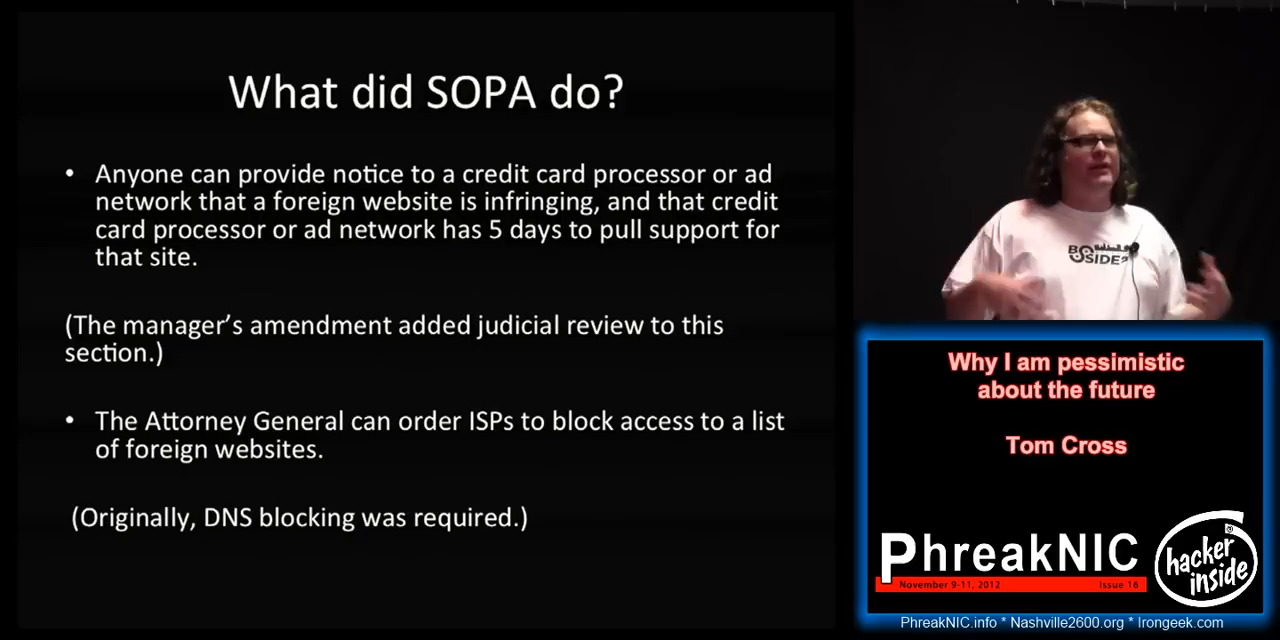 What did SOPA do?
• Anyone can provide notice to a credit card processor or ad
network that a foreign website is infringing, and that credit
card processor or ad network has 5 days to pull support for
that site.
(The manager's amendment added judicial review to this
section.)
• The Attorney General can order ISPs to block access to a list
of foreign websites.
(Originally, DNS blocking was required.)
BSIDES
Why I am pessimistic
about the future
Tom Cross
PhreakNIC
November 9-11, 2012 Issue 16
hacker
inside
PhreakNIC.info * Nashville2600.org * Irongeek.com